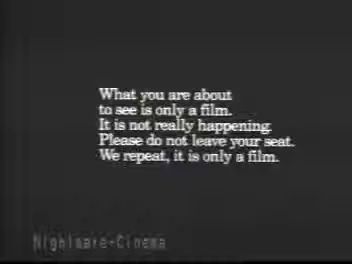 What you are about
to see is only a film.
It is not really happening.
Please do not leave your seat.
We repeat, it is only a film.
Nightmare-Cinema